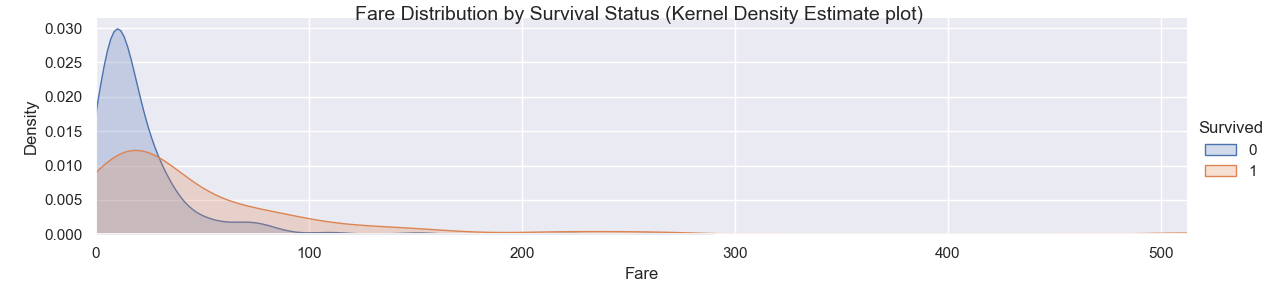 Fare Distribution by Survival Status (Kernel Density Estimate plot)
Density
0.030
0.025
0.020
0.015
0.010
0.005
0.000
0 100 200 300 400 500
Fare
Survived
0
1